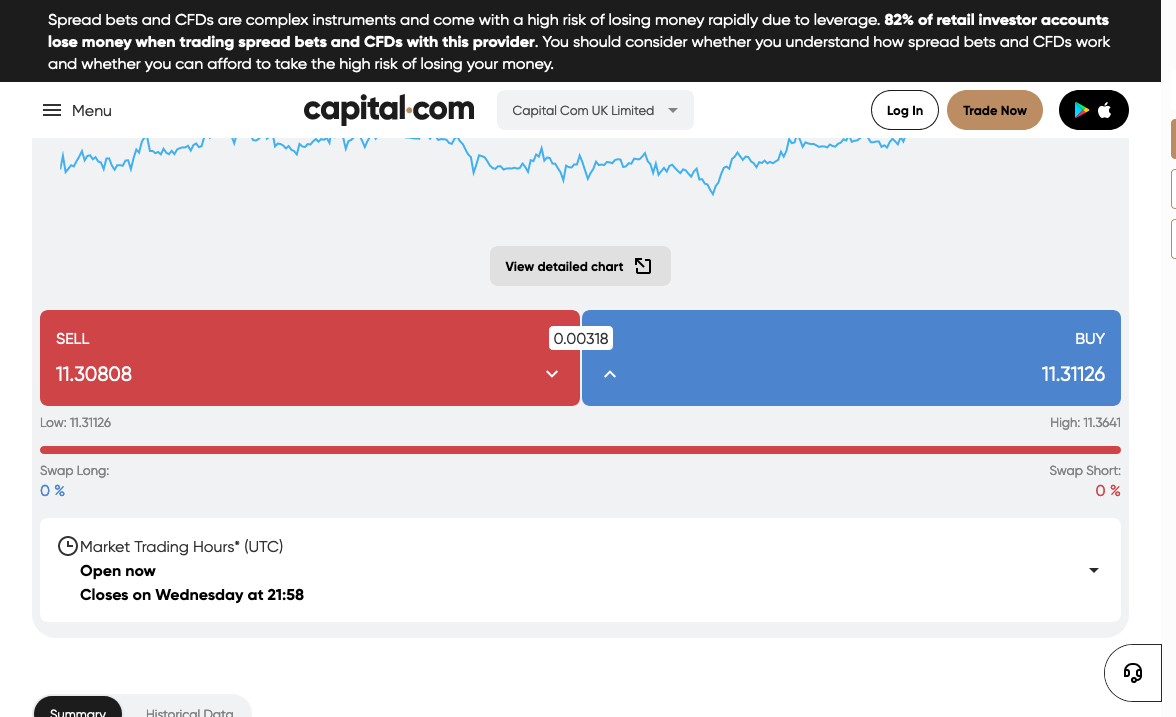 Spread bets and CFDs are complex instruments and come with a high risk of losing money rapidly due to leverage. 82% of retail investor accounts
lose money when trading spread bets and CFDs with this provider. You should consider whether you understand how spread bets and CFDs work
and whether you can afford to take the high risk of losing your money.
Menu
capital.com
Capital Com UK Limited
Log In
Trade Now
View detailed chart
SELL
0.00318
BUY
11.30808
11.31126
Low: 11.31126
High: 11.3641
Swap Long:
Swap Short:
0 %
0 %
Market Trading Hours* (UTC)
Open now
Closes on Wednesday at 21:58
Summary
Historical Data